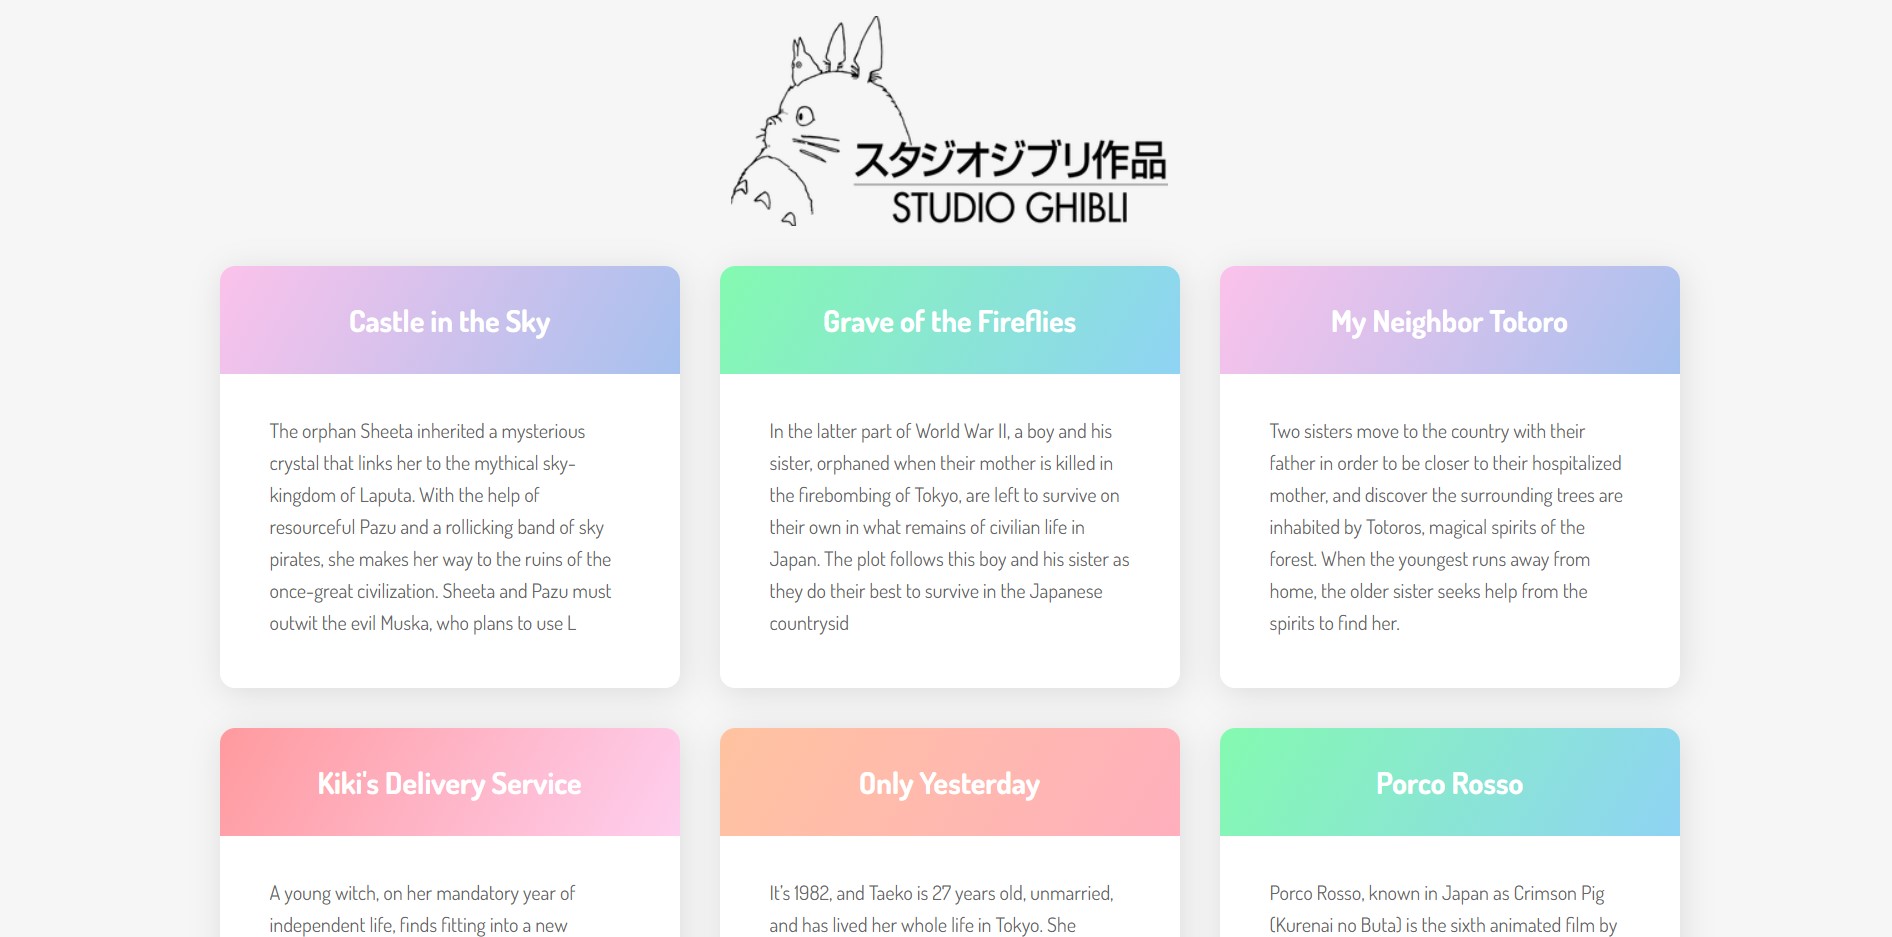 スタジオジブリ作品
STUDIO GHIBLI
Castle in the Sky
The orphan Sheeta inherited a mysterious
crystal that links her to the mythical sky-
kingdom of Laputa. With the help of
resourceful Pazu and a rollicking band of sky
pirates, she makes her way to the ruins of the
once-great civilization. Sheeta and Pazu must
outwit the evil Muska, who plans to use L
Grave of the Fireflies
In the latter part of World War II, a boy and his
sister, orphaned when their mother is killed in
the firebombing of Tokyo, are left to survive on
their own in what remains of civilian life in
Japan. The plot follows this boy and his sister as
they do their best to survive in the Japanese
countrysid
My Neighbor Totoro
Two sisters move to the country with their
father in order to be closer to their hospitalized
mother, and discover the surrounding trees are
inhabited by Totoros, magical spirits of the
forest. When the youngest runs away from
home, the older sister seeks help from the
spirits to find her.
Kiki's Delivery Service
A young witch, on her mandatory year of
independent life, finds fitting into a new
Only Yesterday
It’s 1982, and Taeko is 27 years old, unmarried,
and has lived her whole life in Tokyo. She
Porco Rosso
Porco Rosso, known in Japan as Crimson Pig
(Kurenai no Buta) is the sixth animated film by